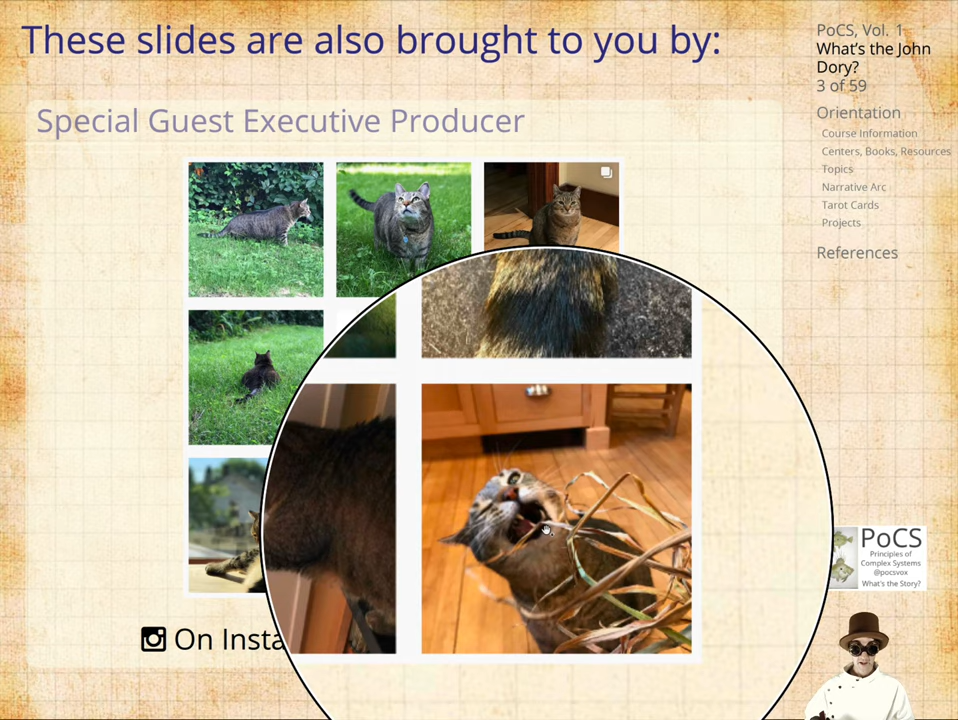 These slides are also brought to you by:
Special Guest Executive Producer
On Insta
PoCS, Vol. 1
What's the John
Dory?
3 of 59
Orientation
Course Information
Centers, Books, Resources
Topics
Narrative Arc
Tarot Cards
Projects
References
PoCS
Principles of
Complex Systems
@pocsvox
What's the Story?